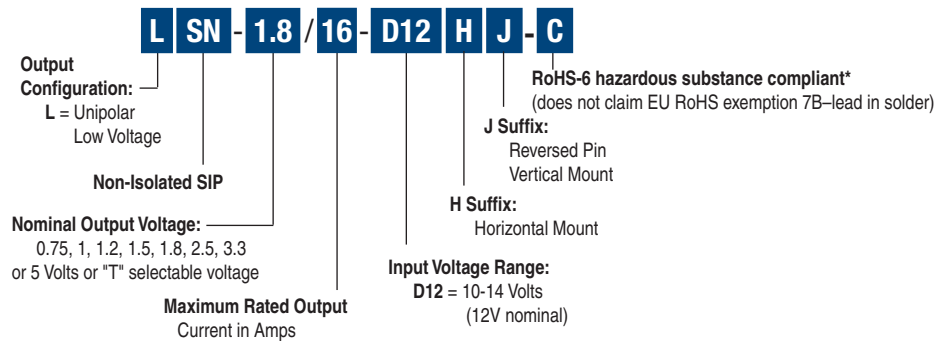 L SN - 1.8 / 16 - D12 H J - C
Output
Configuration:
L = Unipolar
Low Voltage
RoHS-6 hazardous substance compliant*
(does not claim EU RoHS exemption 7B–lead in solder)
J Suffix:
Reversed Pin
Vertical Mount
Non-Isolated SIP
H Suffix:
Horizontal Mount
Nominal Output Voltage:
0.75, 1, 1.2, 1.5, 1.8, 2.5, 3.3
or 5 Volts or "T" selectable voltage
Input Voltage Range:
D12 = 10-14 Volts
(12V nominal)
Maximum Rated Output
Current in Amps